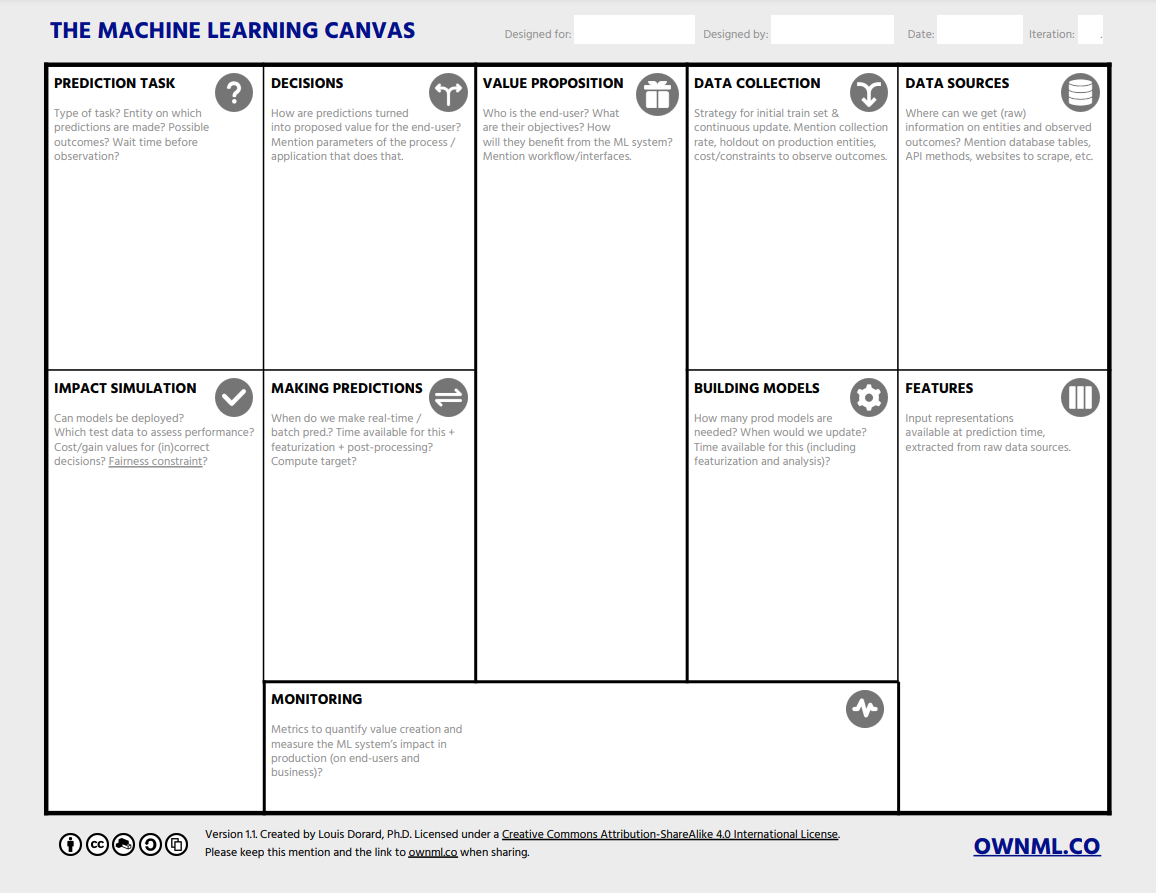 THE MACHINE LEARNING CANVAS
Designed for:
Designed by:
Date:
Iteration: .
PREDICTION TASK
Type of task? Entity on which
predictions are made? Possible
outcomes? Wait time before
observation?
DECISIONS
How are predictions turned
into proposed value for the end-user?
Mention parameters of the process /
application that does that.
VALUE PROPOSITION
Who is the end-user? What
are their objectives? How
will they benefit from the ML system?
Mention workflow/interfaces.
DATA COLLECTION
Strategy for initial train set &
continuous update. Mention collection
rate, holdout on production entities,
cost/constraints to observe outcomes.
DATA SOURCES
Where can we get (raw)
information on entities and observed
outcomes? Mention database tables,
API methods, websites to scrape, etc.
IMPACT SIMULATION
Can models be deployed?
Which test data to assess performance?
Cost/gain values for (in)correct
decisions? Fairness constraint?
MAKING PREDICTIONS
When do we make real-time /
batch pred.? Time available for this +
featurization + post-processing?
Compute target?
BUILDING MODELS
How many prod models are
needed? When would we update?
Time available for this (including
featurization and analysis)?
FEATURES
Input representations
available at prediction time,
extracted from raw data sources.
MONITORING
Metrics to quantify value creation and
measure the ML system's impact in
production (on end-users and
business)?
Version 1.1. Created by Louis Dorard, Ph.D. Licensed under a Creative Commons Attribution-ShareAlike 4.0 International License.
Please keep this mention and the link to ownml.co when sharing.
OWNML.CO